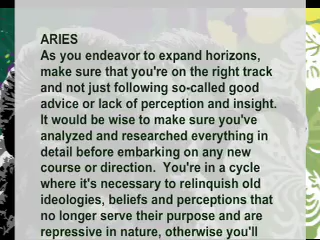 ARIES
As you endeavor to expand horizons,
make sure that you're on the right track
and not just following so-called good
advice or lack of perception and insight.
It would be wise to make sure you've
analyzed and researched everything in
detail before embarking on any new
course or direction.  You're in a cycle
where it's necessary to relinquish old
ideologies, beliefs and perceptions that
no longer serve their purpose and are
repressive in nature, otherwise you'll